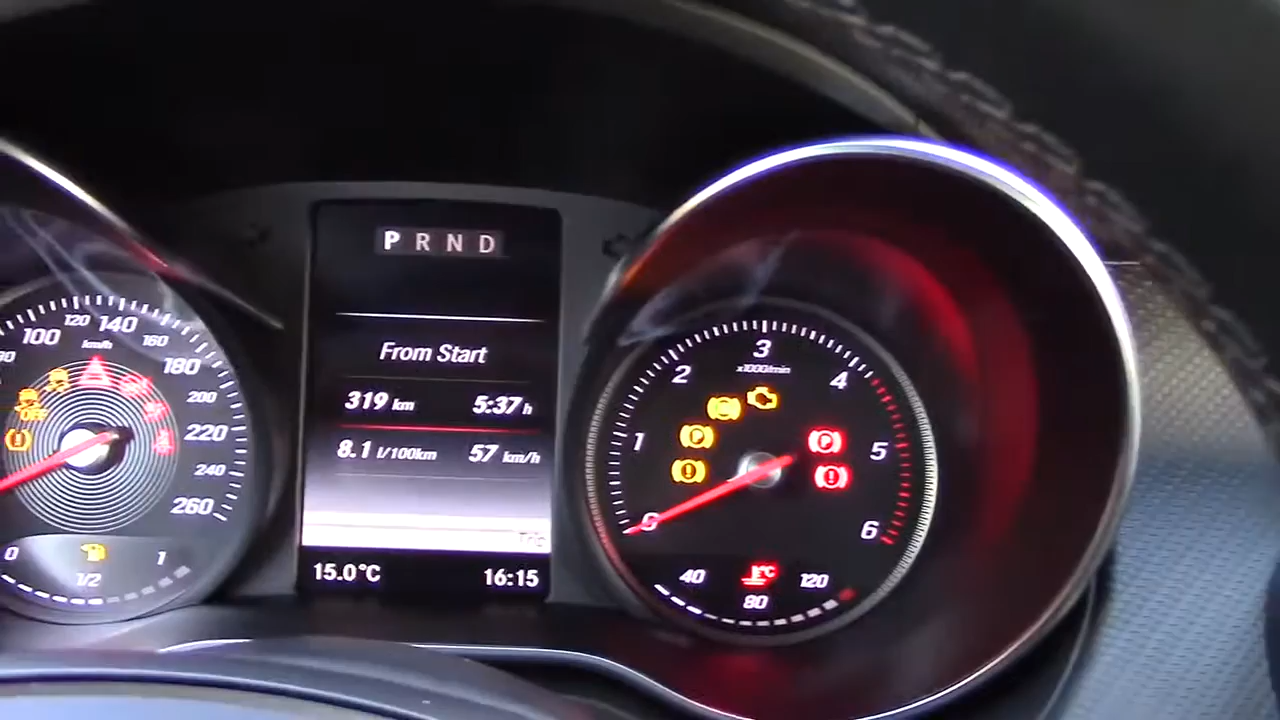 P R N D
From Start
319 km 5:37 h
8.1 l/100km 57 km/h
15.0°C 16:15
100 120 140 160 180 200 220 240 260
km/h
OFF
0 1/2 1
0 1 2 3 4 5 6
x1000/min
P P
°C
40 80 120